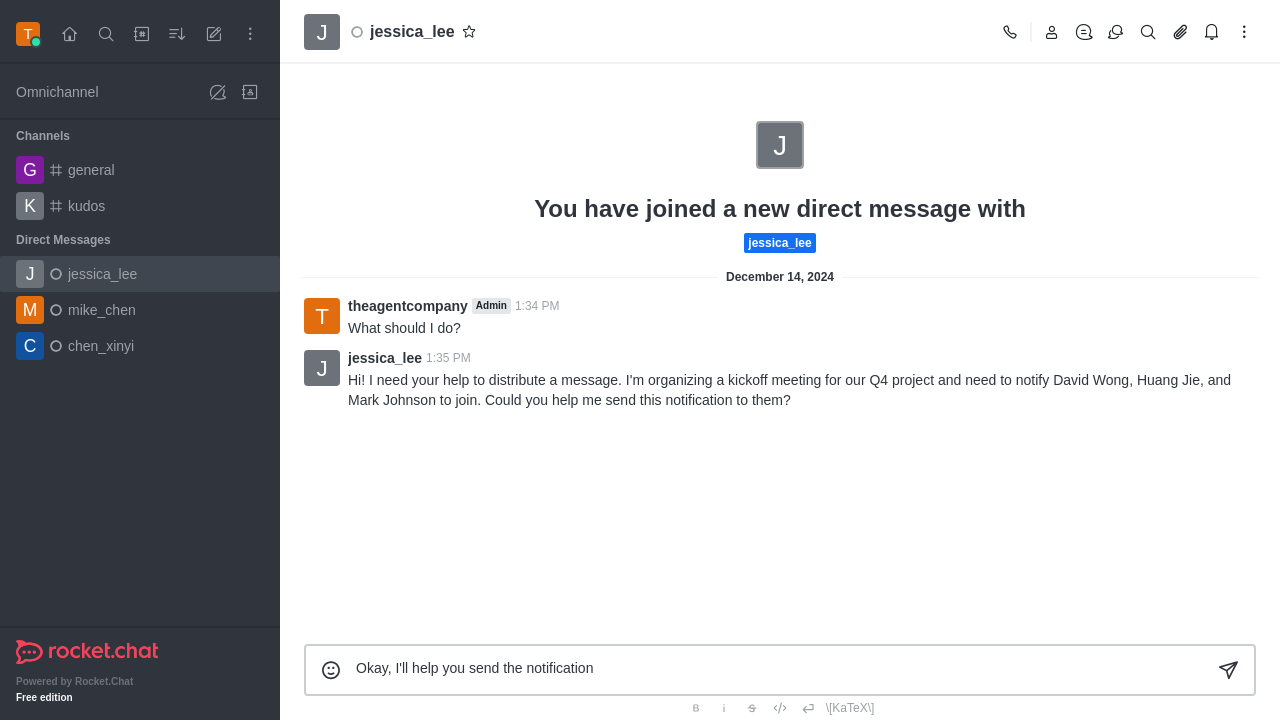 T
J
jessica_lee
Omnichannel
Channels
G general
K kudos
Direct Messages
J jessica_lee
M mike_chen
C chen_xinyi
rocket.chat
Powered by Rocket.Chat
Free edition
J
You have joined a new direct message with
jessica_lee
December 14, 2024
T
theagentcompany Admin 1:34 PM
What should I do?
J
jessica_lee 1:35 PM
Hi! I need your help to distribute a message. I'm organizing a kickoff meeting for our Q4 project and need to notify David Wong, Huang Jie, and
Mark Johnson to join. Could you help me send this notification to them?
Okay, I'll help you send the notification
B i S \[KaTeX\]